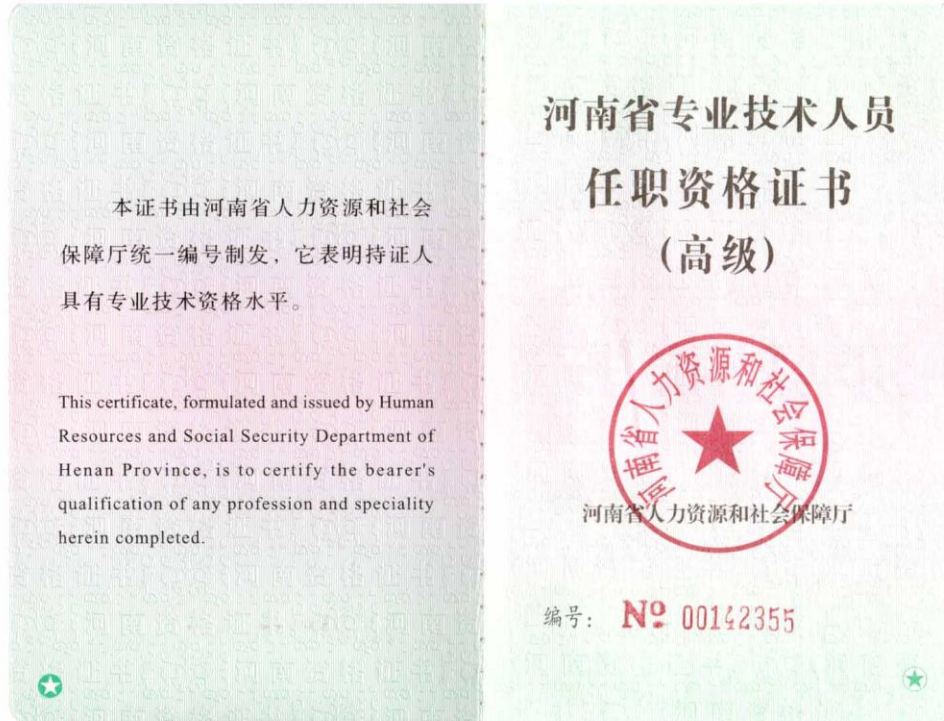 本证书由河南省人力资源和社会
保障厅统一编号制发，它表明持证人
具有专业技术资格水平。
This certificate, formulated and issued by Human
Resources and Social Security Department of
Henan Province, is to certify the bearer's
qualification of any profession and speciality
herein completed.
河南省专业技术人员
任职资格证书
(高级)
河南省人力资源和社会保障厅
河南省人力资源和社会保障厅
编号: № 00142355